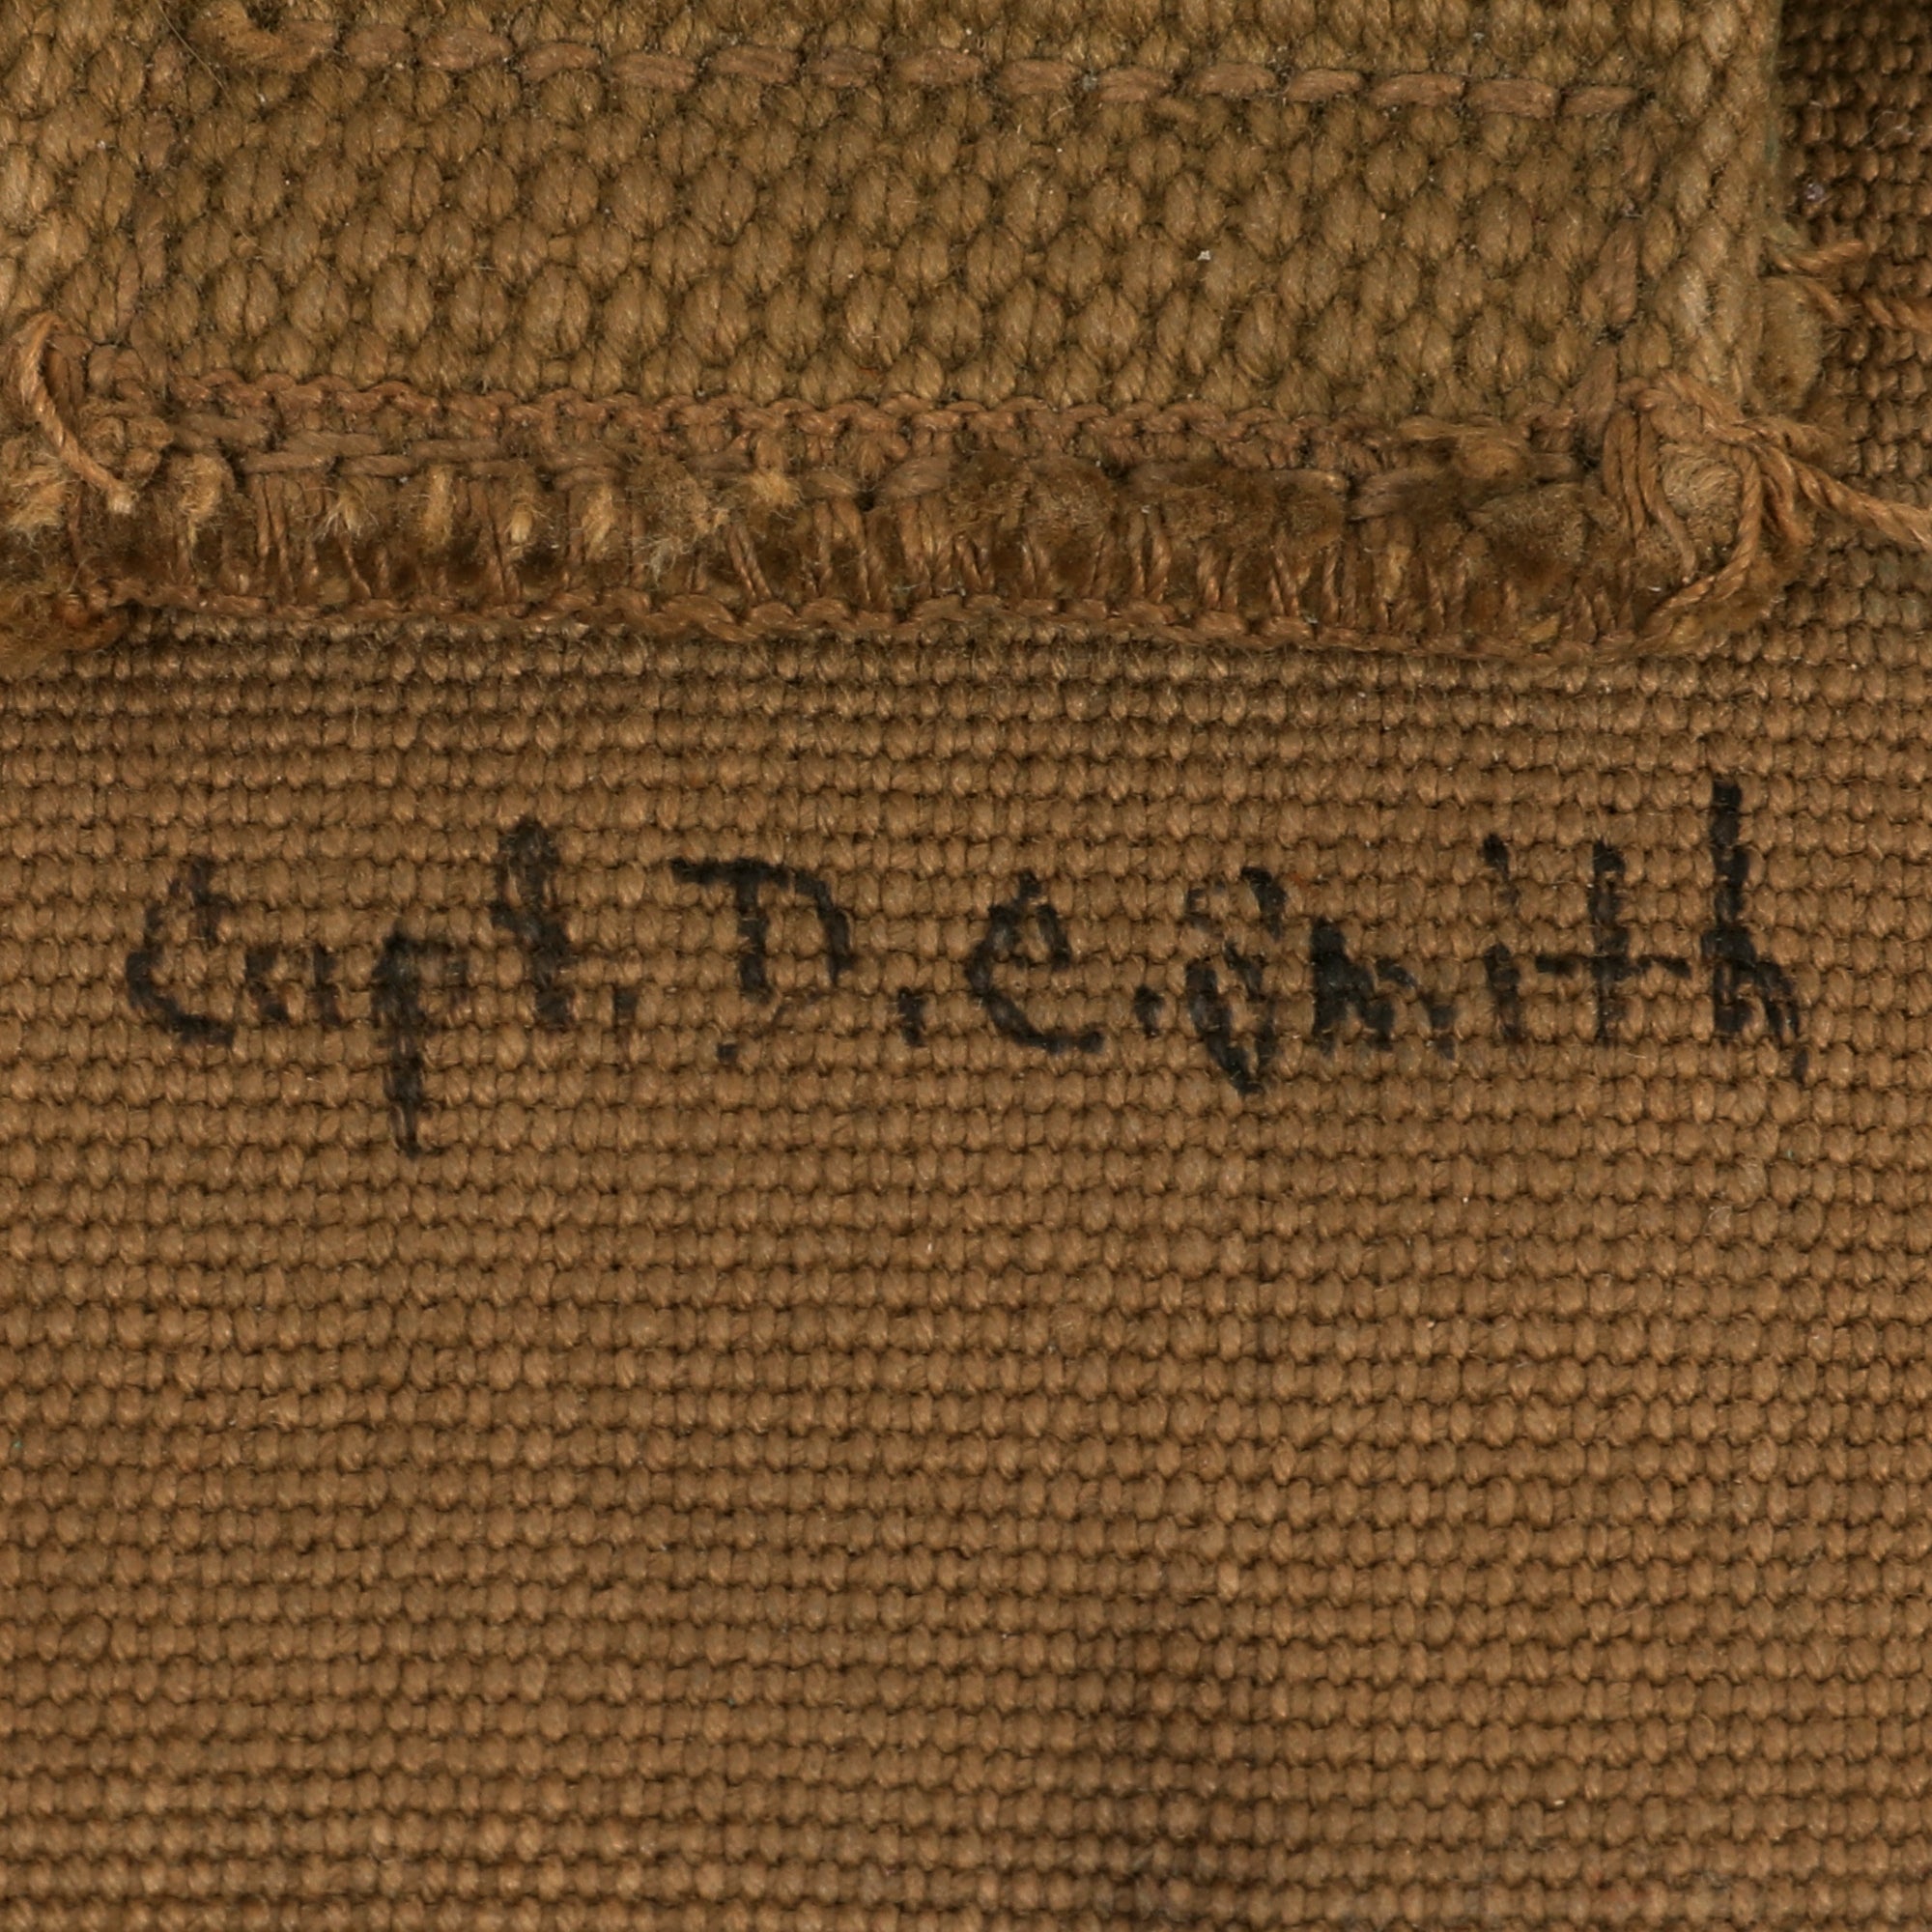 Capt. D. E. Smith